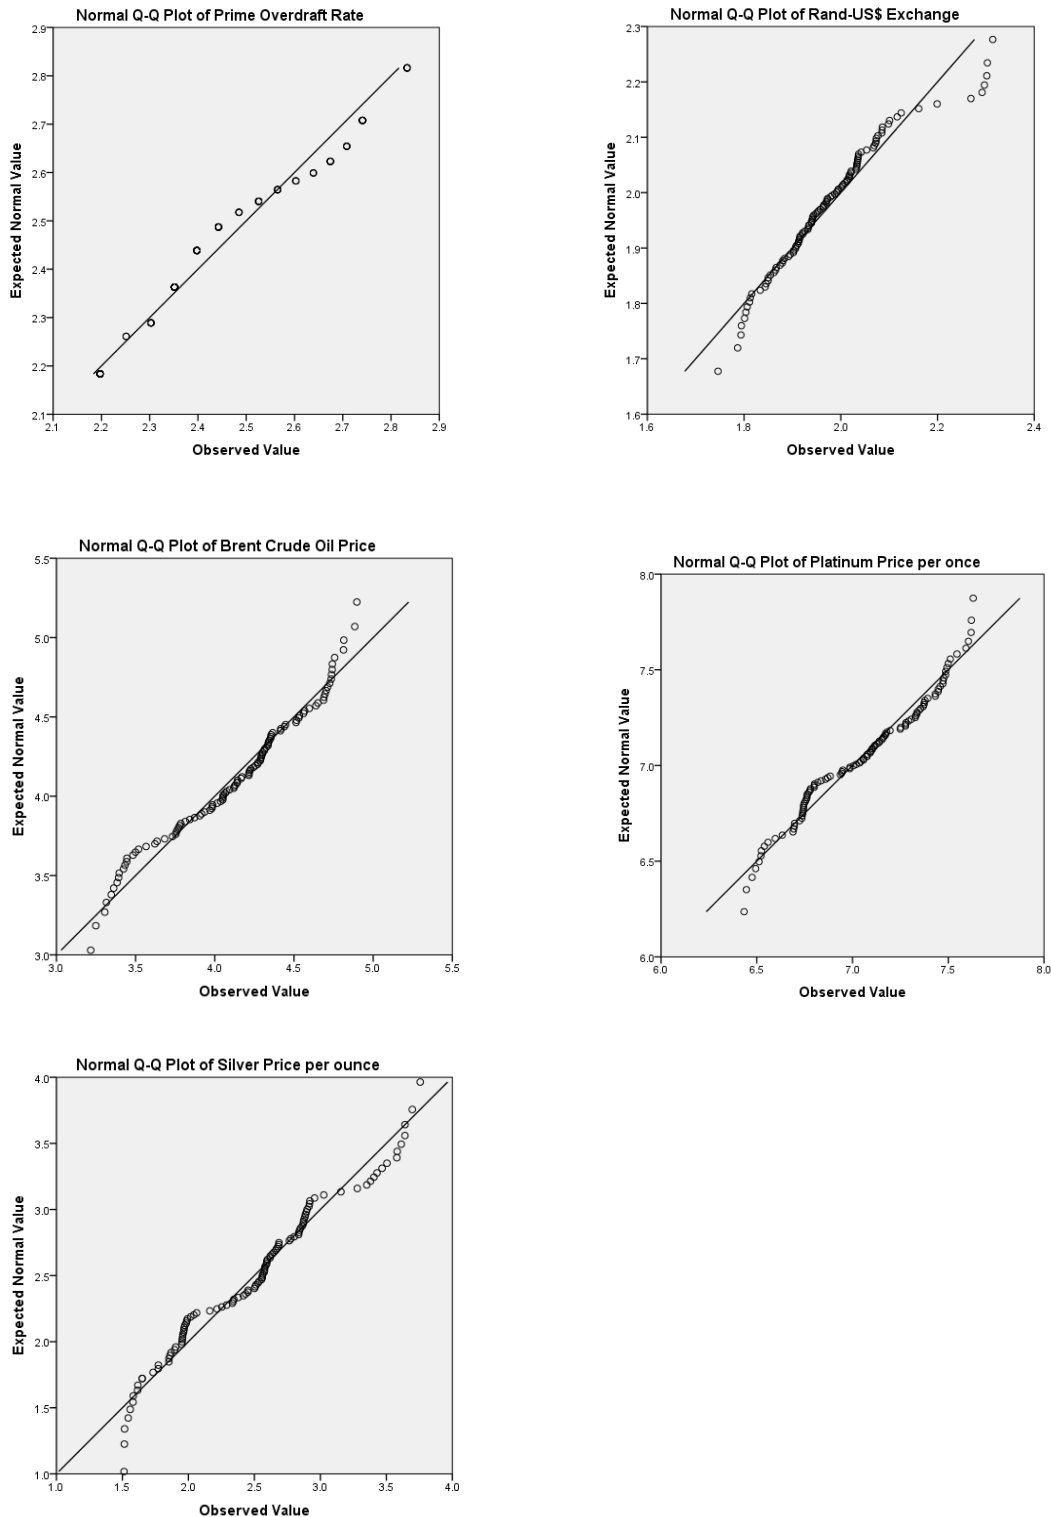 Normal Q-Q Plot of Prime Overdraft Rate
Expected Normal Value
2.9
2.8
2.7
2.6
2.5
2.4
2.3
2.2
2.1
2.1 2.2 2.3 2.4 2.5 2.6 2.7 2.8 2.9
Observed Value
Normal Q-Q Plot of Rand-US$ Exchange
Expected Normal Value
2.3
2.2
2.1
2.0
1.9
1.8
1.7
1.6
1.6 1.8 2.0 2.2 2.4
Observed Value
Normal Q-Q Plot of Brent Crude Oil Price
Expected Normal Value
5.5
5.0
4.5
4.0
3.5
3.0
3.0 3.5 4.0 4.5 5.0 5.5
Observed Value
Normal Q-Q Plot of Platinum Price per once
Expected Normal Value
8.0
7.5
7.0
6.5
6.0
6.0 6.5 7.0 7.5 8.0
Observed Value
Normal Q-Q Plot of Silver Price per ounce
Expected Normal Value
4.0
3.5
3.0
2.5
2.0
1.5
1.0
1.0 1.5 2.0 2.5 3.0 3.5 4.0
Observed Value